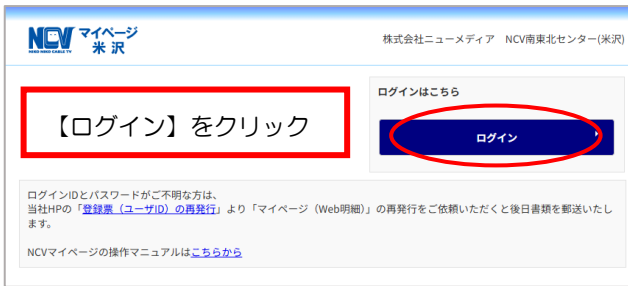 NCV マイページ
NIKO NIKO CABLE TV 米沢
株式会社ニューメディア NCV南東北センター(米沢)
ログインはこちら
【ログイン】をクリック
ログイン
ログインIDとパスワードがご不明な方は、
当社HPの「登録票（ユーザID）の再発行」より「マイページ（Web明細）」の再発行をご依頼いただくと後日書類を郵送いたし
ます。
NCVマイページの操作マニュアルはこちらから